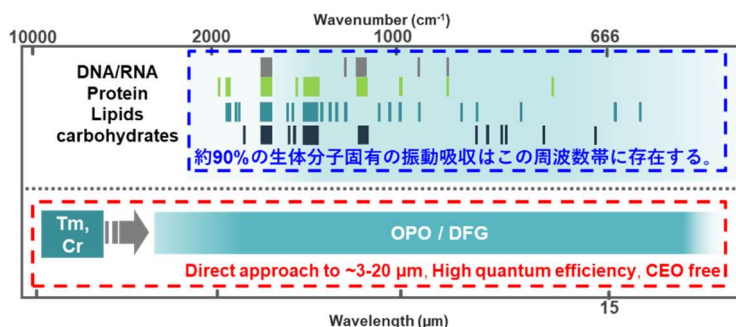 Wavenumber (cm⁻¹)
10000 2000 1000 666
DNA/RNA
Protein
Lipids
carbohydrates
約90%の生体分子固有の振動吸収はこの周波数帯に存在する。
Tm,
Cr
OPO / DFG
Direct approach to ~3-20 μm, High quantum efficiency, CEO free
10000 2000 1000 15
Wavelength (μm)